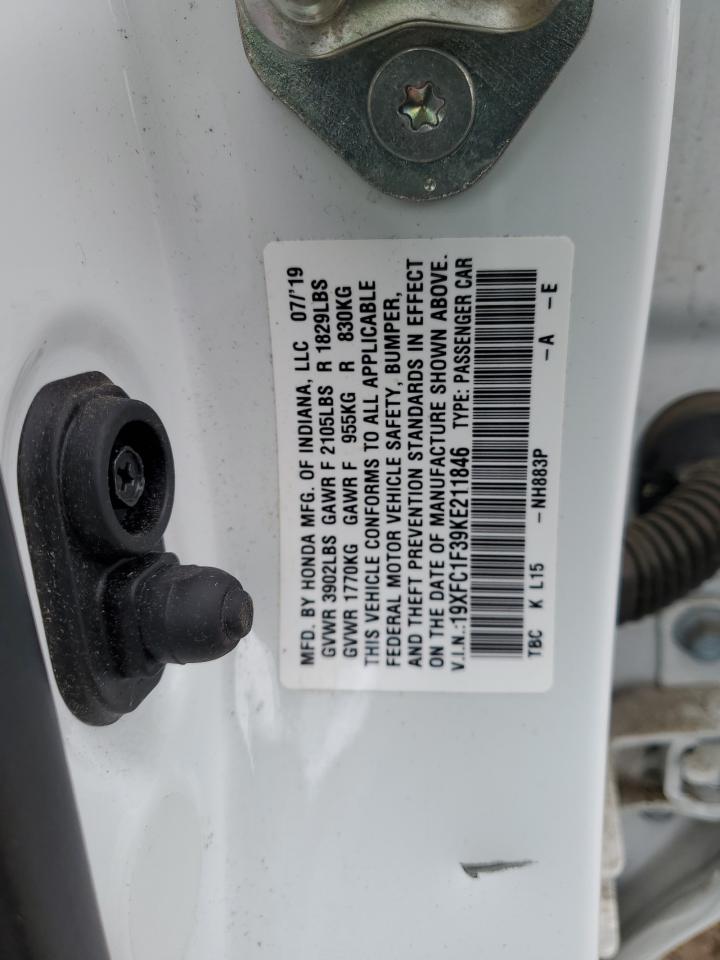 MFD. BY HONDA MFG. OF INDIANA, LLC 07/'19
GVWR 3902LBS GAWR F 2105LBS R 1829LBS
GVWR 1770KG GAWR F 955KG R 830KG
THIS VEHICLE CONFORMS TO ALL APPLICABLE
FEDERAL MOTOR VEHICLE SAFETY, BUMPER,
AND THEFT PREVENTION STANDARDS IN EFFECT
ON THE DATE OF MANUFACTURE SHOWN ABOVE.
V.I.N.:19XFC1F39KE211846 TYPE: PASSENGER CAR
TBC K L15 -NH883P -A -E